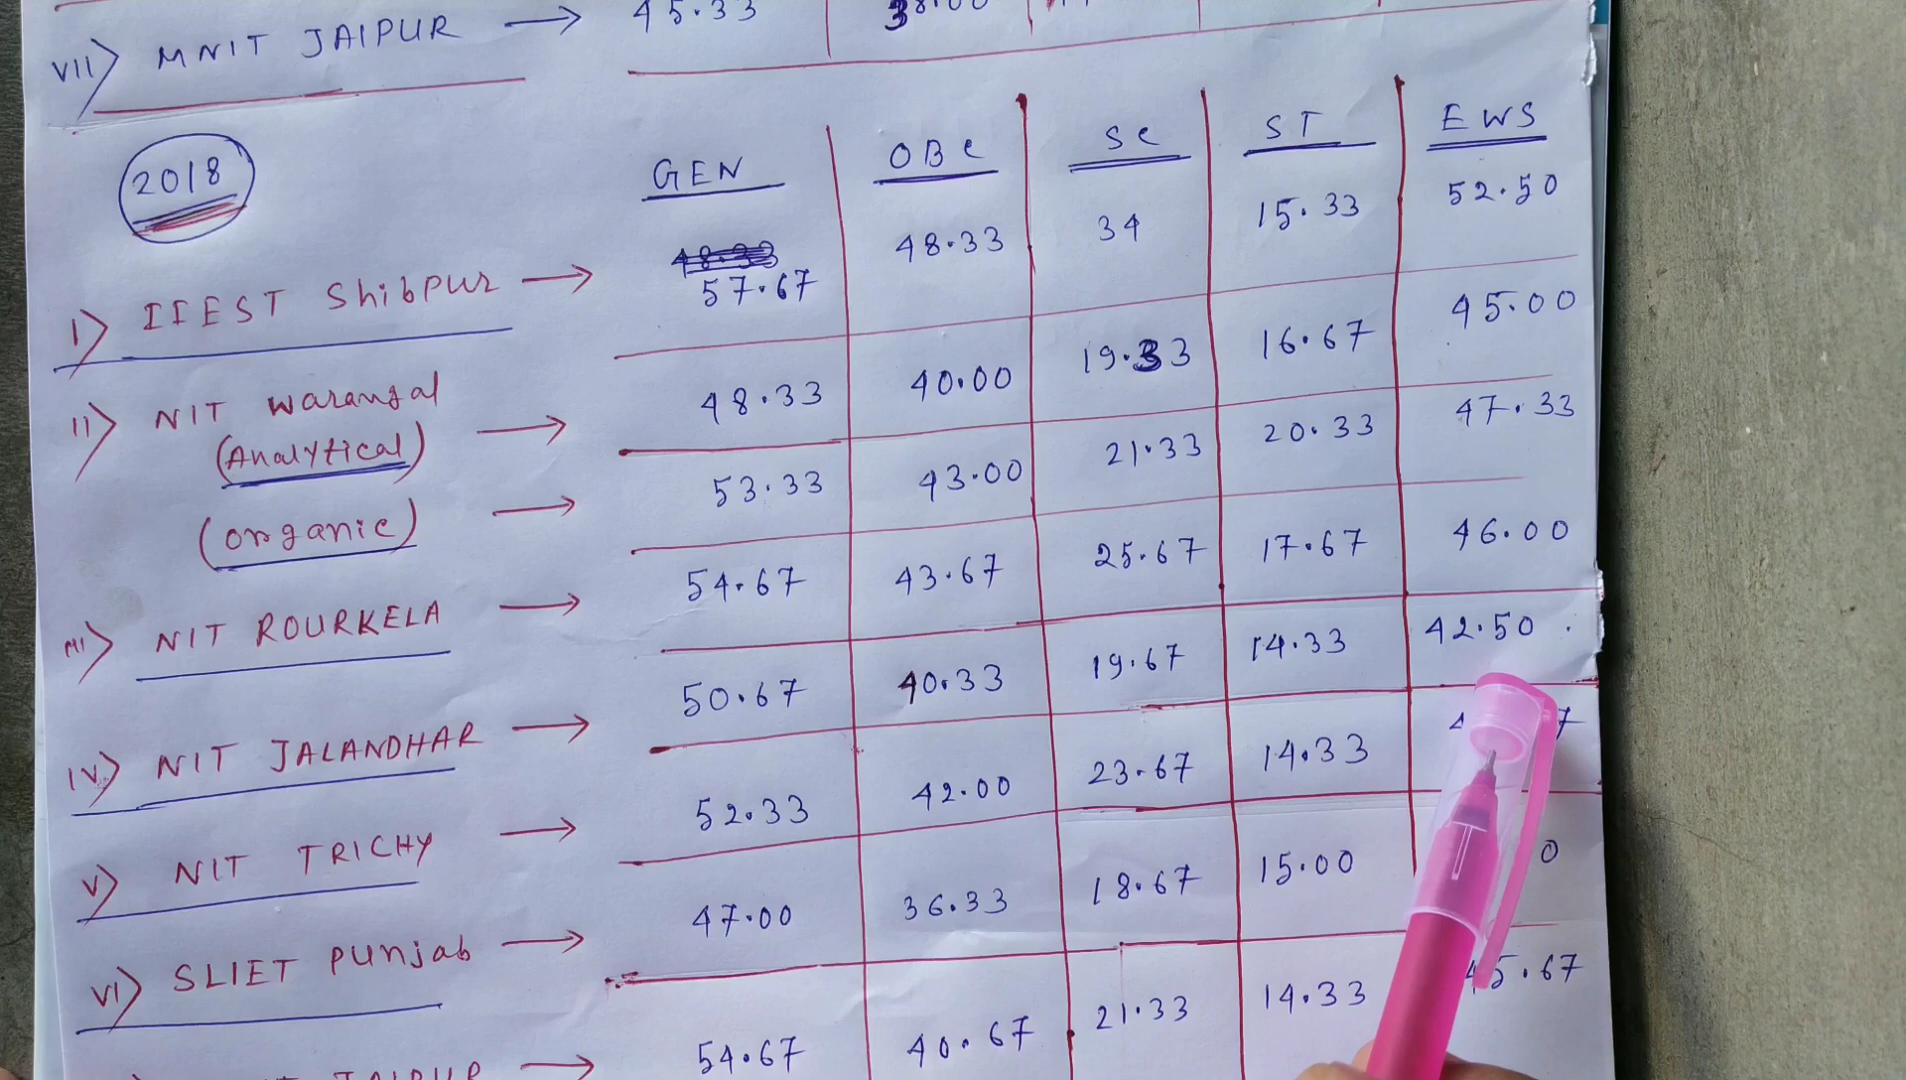 VII) MNIT JAIPUR → 45.33 38.00
2018 GEN OBC SC ST EWS
I) IIEST Shibpur → 57.67 48.33 34 15.33 52.50
II) NIT Warangal
(Analytical) → 48.33 40.00 19.33 16.67 45.00
(Organic) → 53.33 43.00 21.33 20.33 47.33
III) NIT ROURKELA → 54.67 43.67 25.67 17.67 46.00
IV) NIT JALANDHAR → 50.67 40.33 19.67 14.33 42.50
V) NIT TRICHY → 52.33 42.00 23.67 14.33
VI) SLIET Punjab → 47.00 36.33 18.67 15.00
JAIPUR → 54.67 40.67 21.33 14.33 45.67